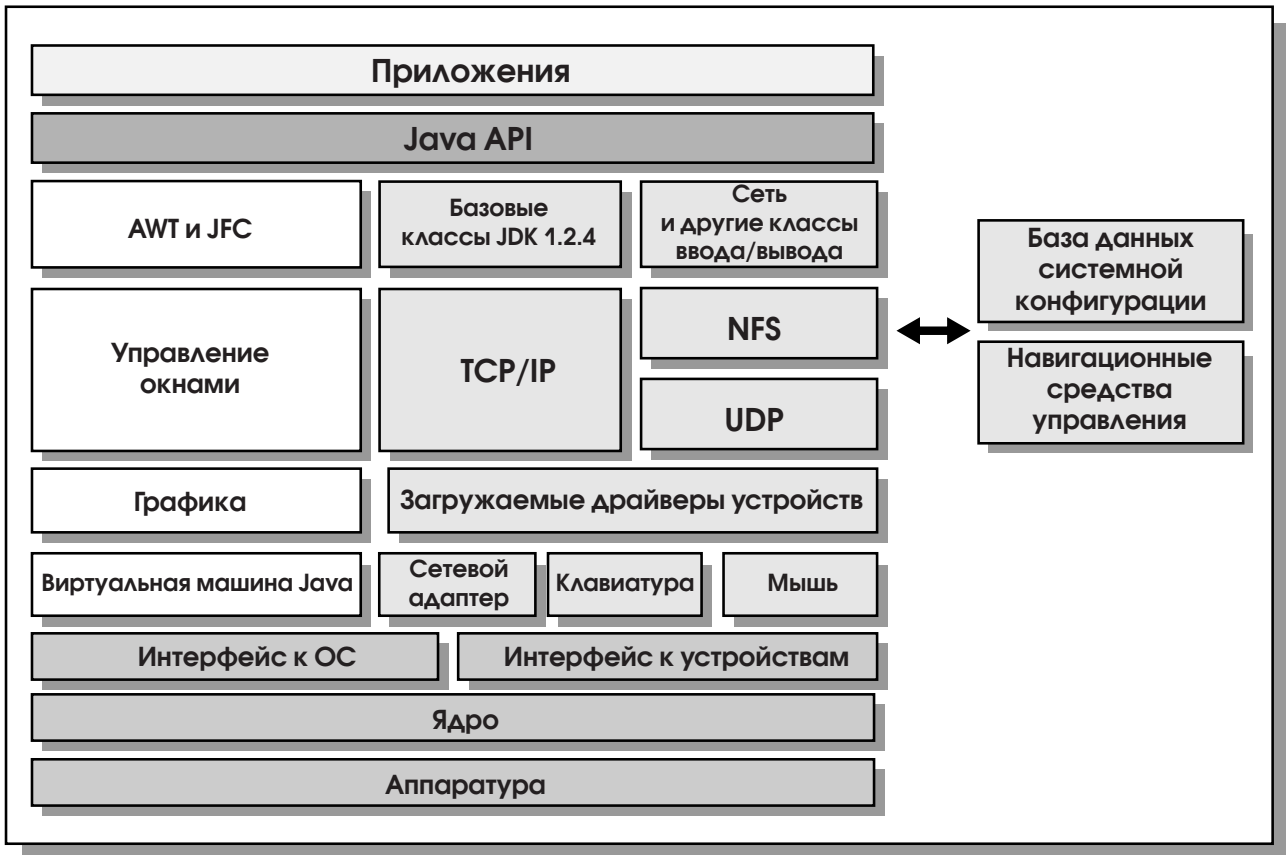 Приложения
Java API
AWT и JFC
Базовые
классы JDK 1.2.4
Сеть
и другие классы
ввода/вывода
Управление
окнами
TCP/IP
NFS
UDP
База данных
системной
конфигурации
Навигационные
средства
управления
Графика
Загружаемые драйверы устройств
Виртуальная машина Java
Сетевой
адаптер
Клавиатура
Мышь
Интерфейс к ОС
Интерфейс к устройствам
Ядро
Аппаратура